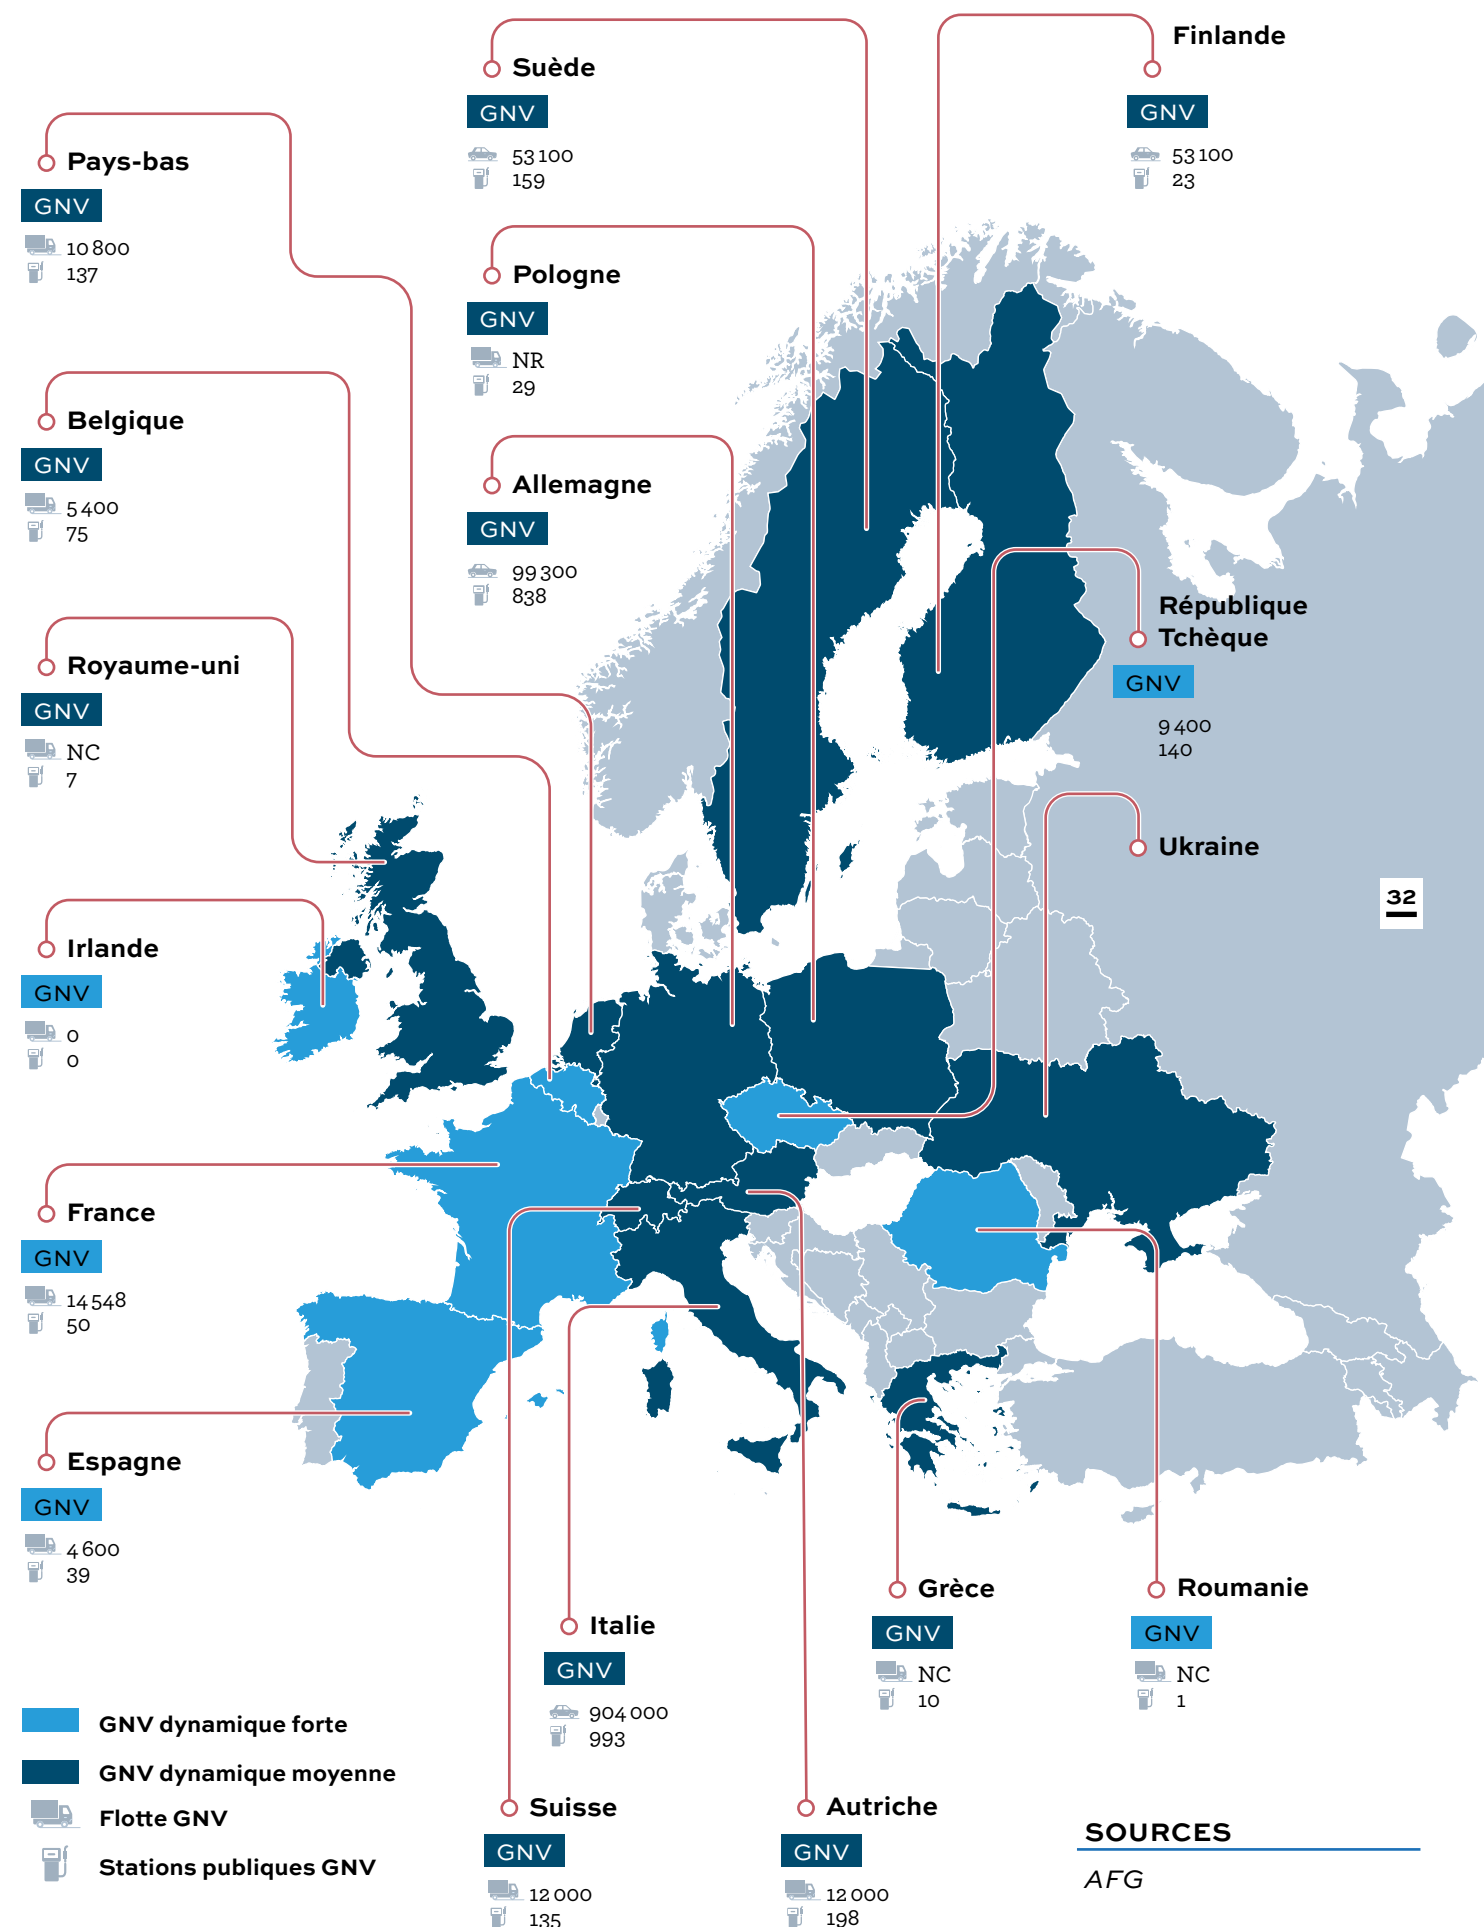 Finlande
GNV
53 100
23
Suède
GNV
53 100
159
Pays-bas
GNV
10 800
137
Pologne
GNV
NR
29
Belgique
GNV
5 400
75
Allemagne
GNV
99 300
838
République
Tchèque
GNV
9 400
140
Royaume-uni
GNV
NC
7
Ukraine
32
Irlande
GNV
0
0
France
GNV
14 548
50
Espagne
GNV
4 600
39
Italie
GNV
904 000
993
Grèce
GNV
NC
10
Roumanie
GNV
NC
1
Suisse
GNV
12 000
135
Autriche
GNV
12 000
198
GNV dynamique forte
GNV dynamique moyenne
Flotte GNV
Stations publiques GNV
SOURCES
AFG